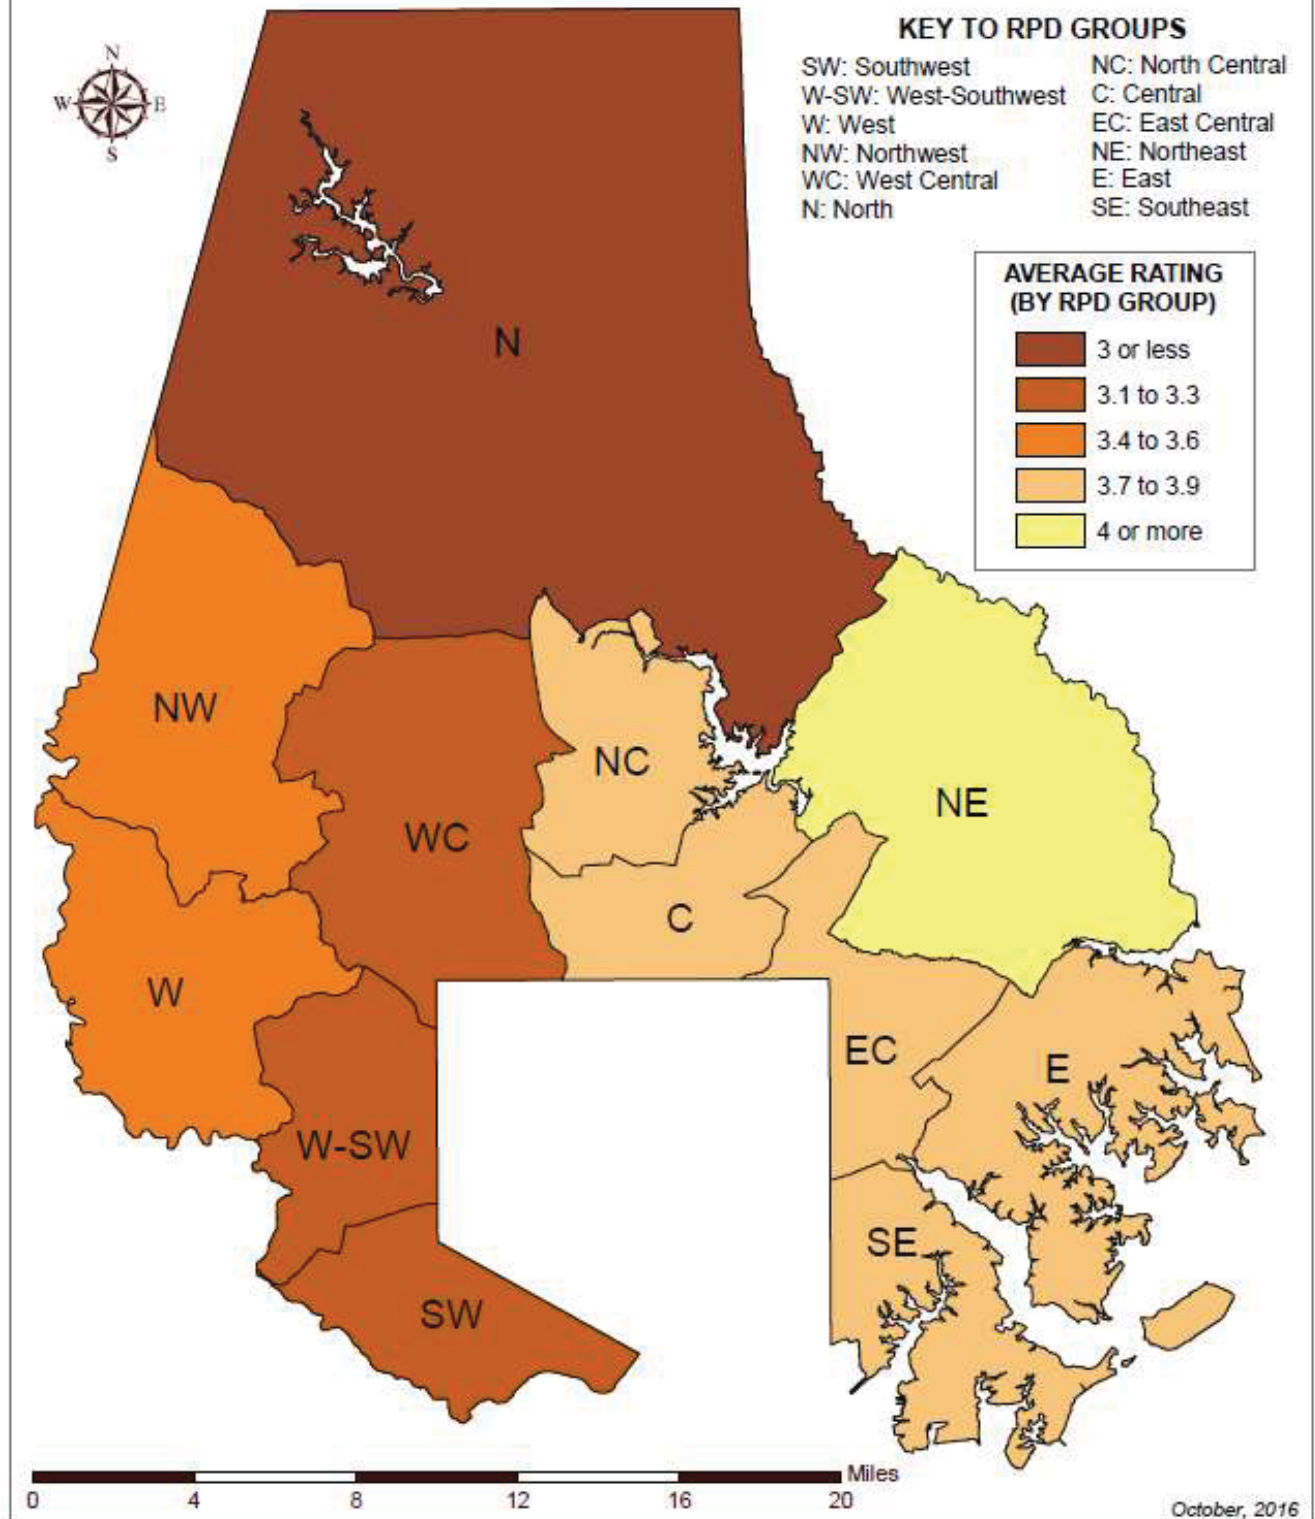 KEY TO RPD GROUPS
SW: Southwest
W-SW: West-Southwest
W: West
NW: Northwest
WC: West Central
N: North
NC: North Central
C: Central
EC: East Central
NE: Northeast
E: East
SE: Southeast
N
W
E
S
AVERAGE RATING
(BY RPD GROUP)
3 or less
3.1 to 3.3
3.4 to 3.6
3.7 to 3.9
4 or more
N
NW
NC
NE
WC
C
W
EC
E
W-SW
SE
SW
Miles
0 4 8 12 16 20
October, 2016